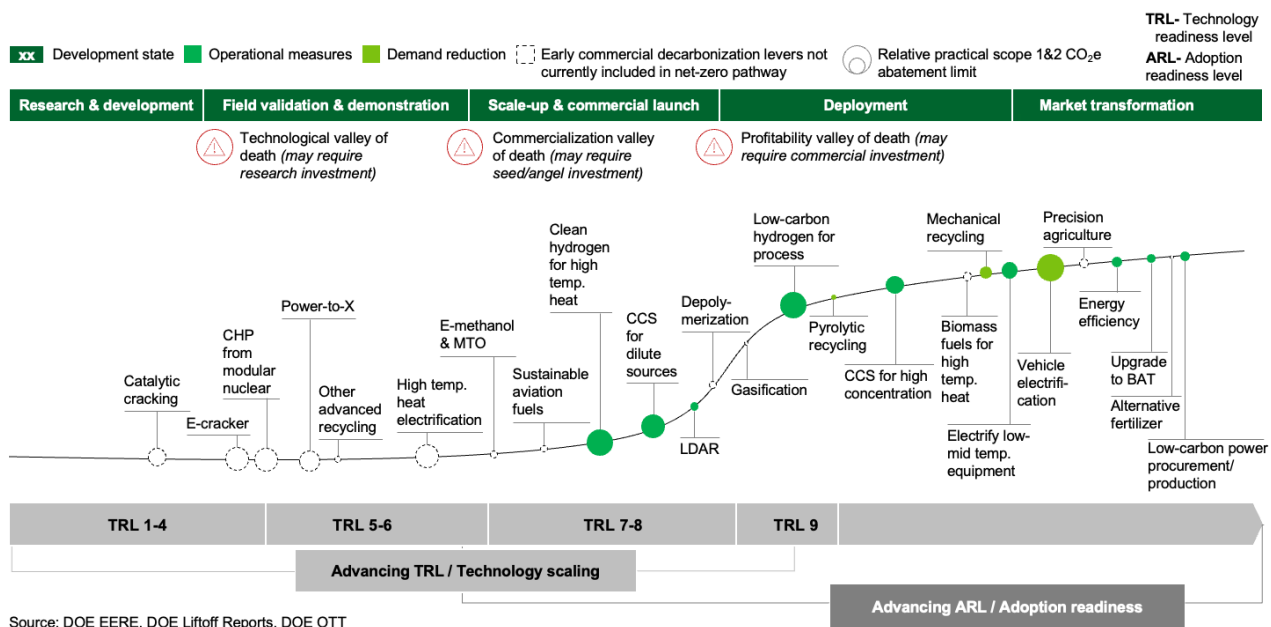 TRL- Technology
readiness level
ARL- Adoption
readiness level
xx Development state
Operational measures
Demand reduction
Early commercial decarbonization levers not
currently included in net-zero pathway
Relative practical scope 1&2 CO₂e
abatement limit
Research & development
Field validation & demonstration
Scale-up & commercial launch
Deployment
Market transformation
Technological valley of
death (may require
research investment)
Commercialization valley
of death (may require
seed/angel investment)
Profitability valley of death (may
require commercial investment)
Catalytic
cracking
E-cracker
CHP
from
modular
nuclear
Power-to-X
Other
advanced
recycling
High temp.
heat
electrification
E-methanol
& MTO
Sustainable
aviation
fuels
Clean
hydrogen
for high
temp.
heat
CCS
for
dilute
sources
LDAR
Depoly-
merization
Gasification
Low-carbon
hydrogen for
process
Pyrolytic
recycling
CCS for high
concentration
Biomass
fuels for
high
temp.
heat
Mechanical
recycling
Electrify low-
mid temp.
equipment
Vehicle
electrifi-
cation
Precision
agriculture
Energy
efficiency
Upgrade
to BAT
Alternative
fertilizer
Low-carbon power
procurement/
production
TRL 1-4
TRL 5-6
TRL 7-8
TRL 9
Advancing TRL / Technology scaling
Advancing ARL / Adoption readiness
Source: DOE EERE, DOE Liftoff Reports, DOE OTT